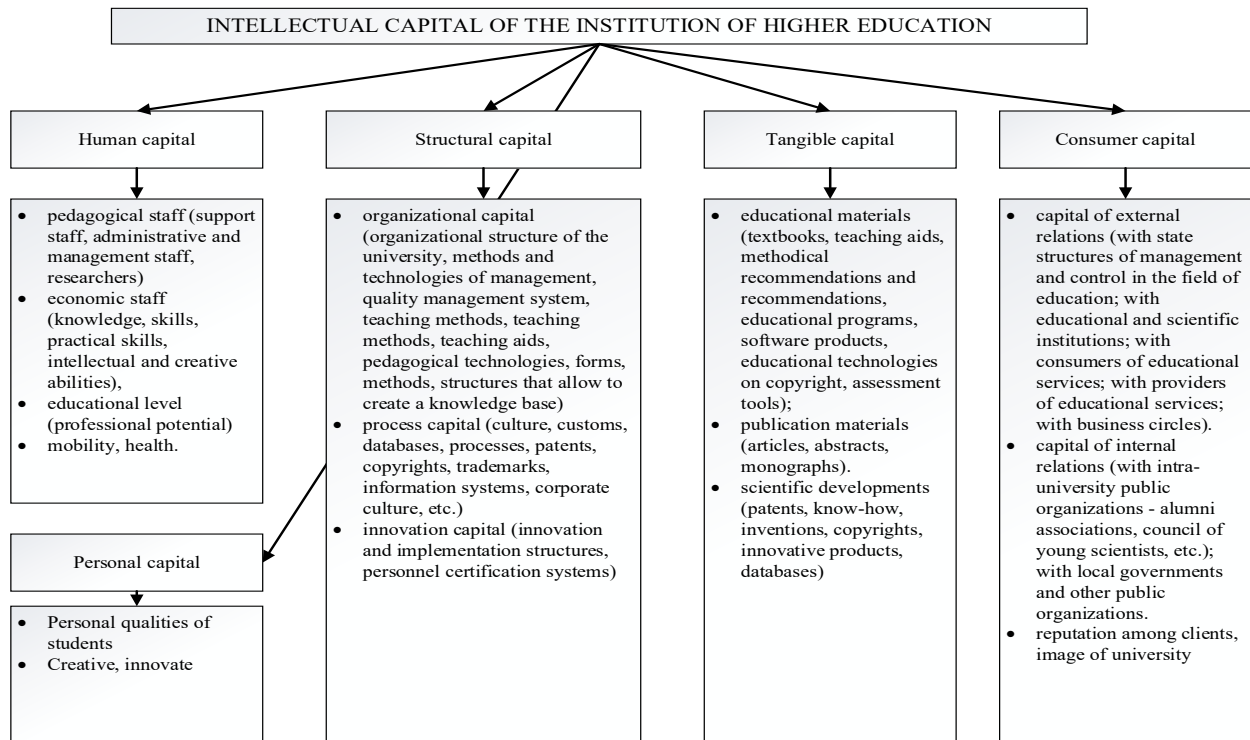 INTELLECTUAL CAPITAL OF THE INSTITUTION OF HIGHER EDUCATION
Human capital
• pedagogical staff (support
staff, administrative and
management staff,
researchers)
• economic staff
(knowledge, skills,
practical skills,
intellectual and creative
abilities),
• educational level
(professional potential)
• mobility, health.
Personal capital
• Personal qualities of
students
• Creative, innovate
Structural capital
• organizational capital
(organizational structure of the
university, methods and
technologies of management,
quality management system,
teaching methods, teaching
methods, teaching aids,
pedagogical technologies, forms,
methods, structures that allow to
create a knowledge base)
• process capital (culture, customs,
databases, processes, patents,
copyrights, trademarks,
information systems, corporate
culture, etc.)
• innovation capital (innovation
and implementation structures,
personnel certification systems)
Tangible capital
• educational materials
(textbooks, teaching aids,
methodical
recommendations and
recommendations,
educational programs,
software products,
educational technologies
on copyright, assessment
tools);
• publication materials
(articles, abstracts,
monographs).
• scientific developments
(patents, know-how,
inventions, copyrights,
innovative products,
databases)
Consumer capital
• capital of external
relations (with state
structures of management
and control in the field of
education; with
educational and scientific
institutions; with
consumers of educational
services; with providers
of educational services;
with business circles).
• capital of internal
relations (with intra-
university public
organizations - alumni
associations, council of
young scientists, etc.);
with local governments
and other public
organizations.
• reputation among clients,
image of university